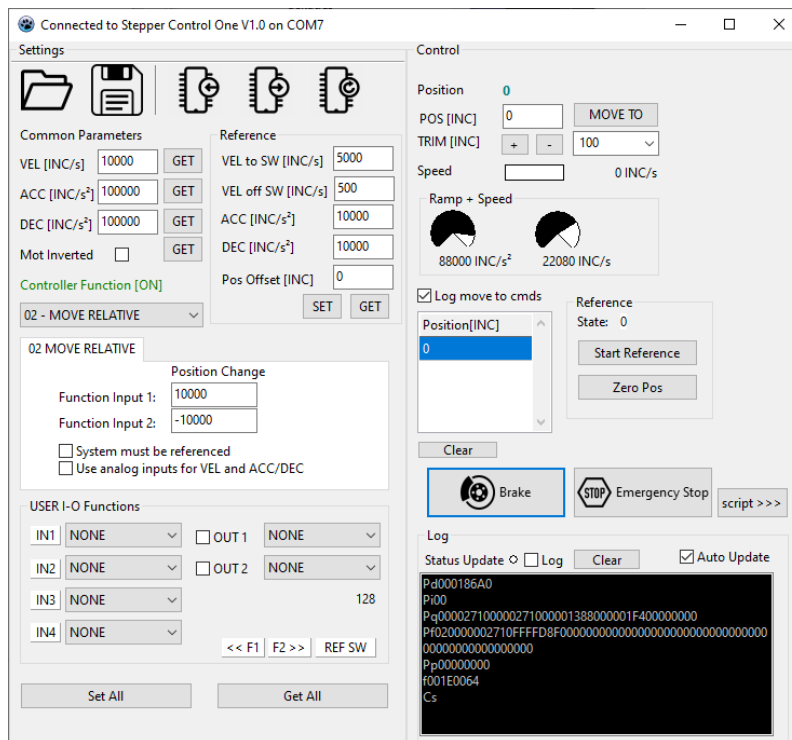 Connected to Stepper Control One V1.0 on COM7
Settings
Common Parameters
VEL [INC/s] 10000 GET
ACC [INC/s²] 100000 GET
DEC [INC/s²] 100000 GET
Mot Inverted GET
Controller Function [ON]
02 - MOVE RELATIVE
Reference
VEL to SW [INC/s] 5000
VEL off SW [INC/s] 500
ACC [INC/s²] 10000
DEC [INC/s²] 10000
Pos Offset [INC] 0
SET GET
02 MOVE RELATIVE
Position Change
Function Input 1: 10000
Function Input 2: -10000
System must be referenced
Use analog inputs for VEL and ACC/DEC
USER I-O Functions
IN1 NONE OUT 1 NONE
IN2 NONE OUT 2 NONE
IN3 NONE 128
IN4 NONE
<< F1 F2 >> REF SW
Set All Get All
Control
Position 0
POS [INC] 0 MOVE TO
TRIM [INC] + - 100
Speed 0 INC/s
Ramp + Speed
88000 INC/s² 22080 INC/s
Log move to cmds
Position[INC]
0
Clear
Reference
State: 0
Start Reference
Zero Pos
Brake
STOP Emergency Stop
script >>>
Log
Status Update Log Clear Auto Update
Pd000186A0
Pi00
Pq0000271000002710000001388000001F400000000
Pf020000002710FFFFD8F000000000000000000000000000000
0000000000000000
Pp00000000
f001E0064
Cs